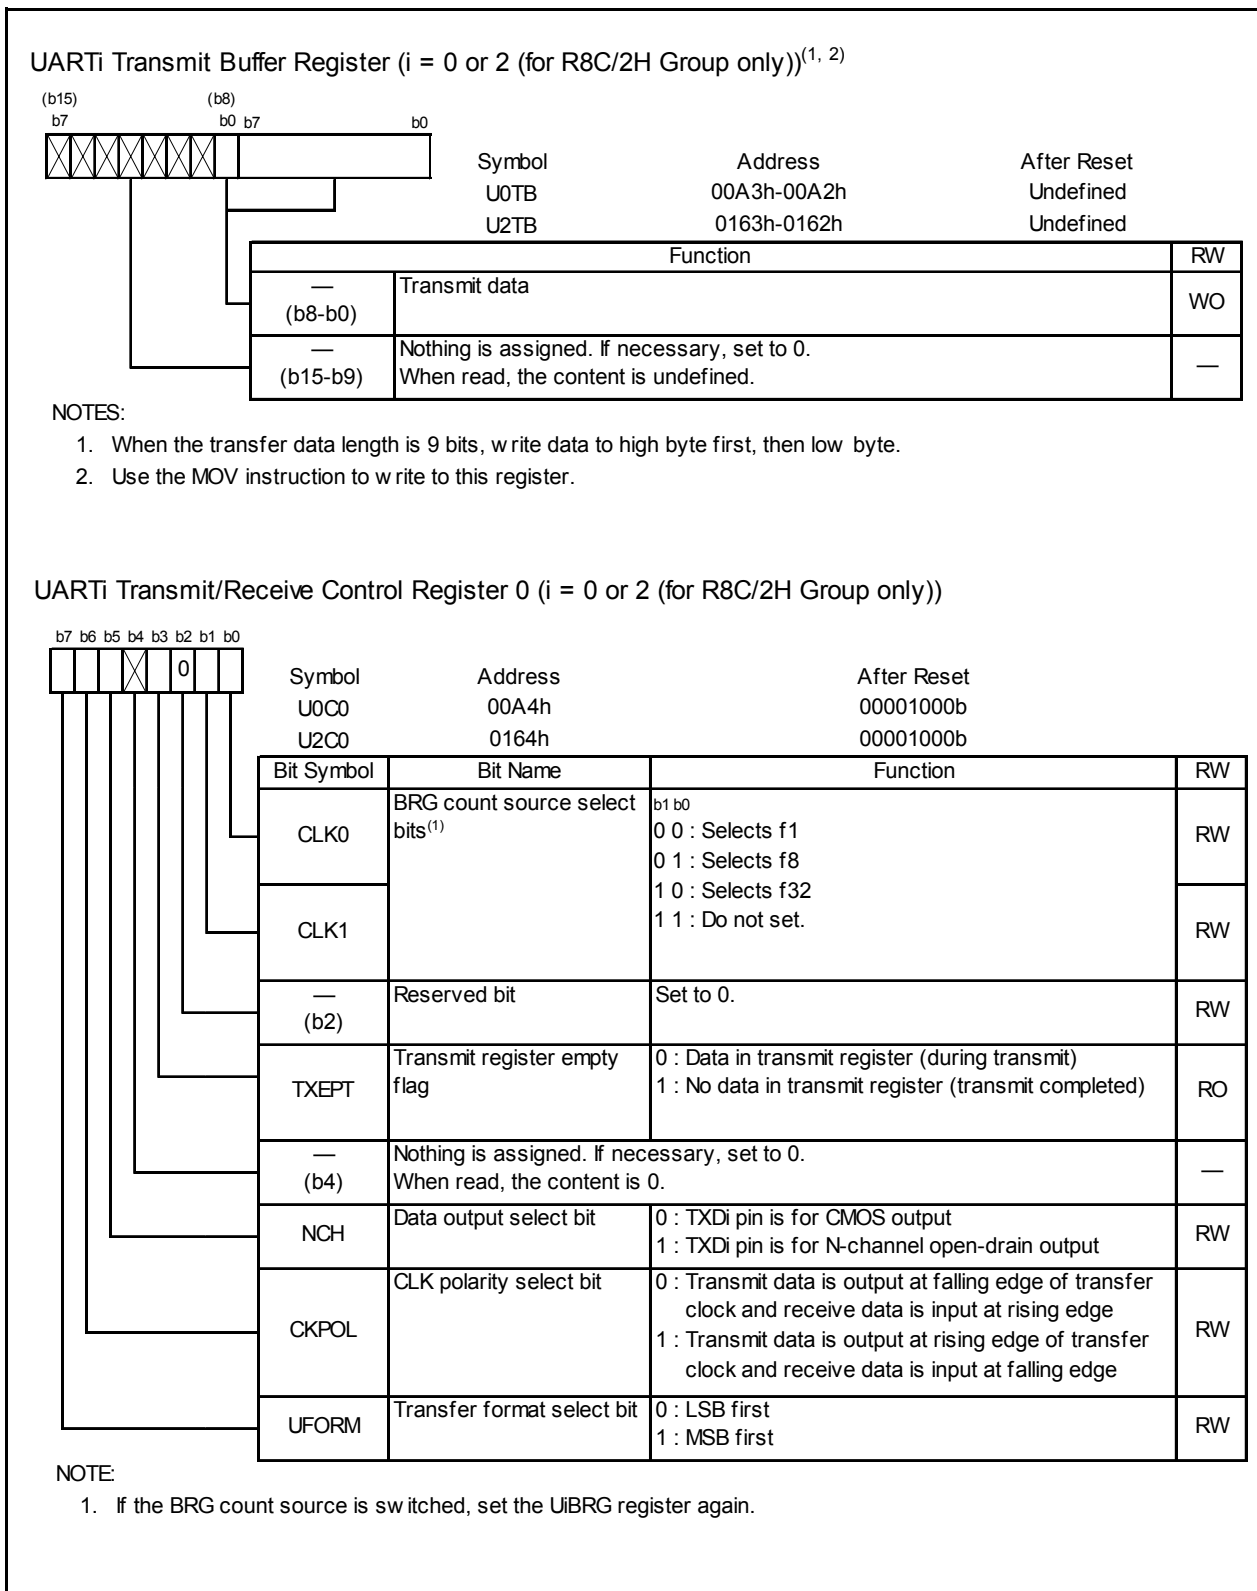 UARTi Transmit Buffer Register (i = 0 or 2 (for R8C/2H Group only))(1, 2)
(b15) (b8)
b7 b0 b7 b0
Symbol Address After Reset
U0TB 00A3h-00A2h Undefined
U2TB 0163h-0162h Undefined
Function RW
— Transmit data
(b8-b0) WO
— Nothing is assigned. If necessary, set to 0.
(b15-b9) When read, the content is undefined. —
NOTES:
1. When the transfer data length is 9 bits, write data to high byte first, then low byte.
2. Use the MOV instruction to write to this register.
UARTi Transmit/Receive Control Register 0 (i = 0 or 2 (for R8C/2H Group only))
b7 b6 b5 b4 b3 b2 b1 b0
0
Symbol Address After Reset
U0C0 00A4h 00001000b
U2C0 0164h 00001000b
Bit Symbol Bit Name Function RW
CLK0 BRG count source select b1 b0
bits(1) 0 0 : Selects f1 RW
0 1 : Selects f8
1 0 : Selects f32
CLK1 1 1 : Do not set. RW
— Reserved bit Set to 0. RW
(b2)
Transmit register empty 0 : Data in transmit register (during transmit)
TXEPT flag 1 : No data in transmit register (transmit completed) RO
— Nothing is assigned. If necessary, set to 0.
(b4) When read, the content is 0. —
NCH Data output select bit 0 : TXDi pin is for CMOS output RW
1 : TXDi pin is for N-channel open-drain output
CKPOL CLK polarity select bit 0 : Transmit data is output at falling edge of transfer
clock and receive data is input at rising edge RW
1 : Transmit data is output at rising edge of transfer
clock and receive data is input at falling edge
UFORM Transfer format select bit 0 : LSB first RW
1 : MSB first
NOTE:
1. If the BRG count source is switched, set the UiBRG register again.